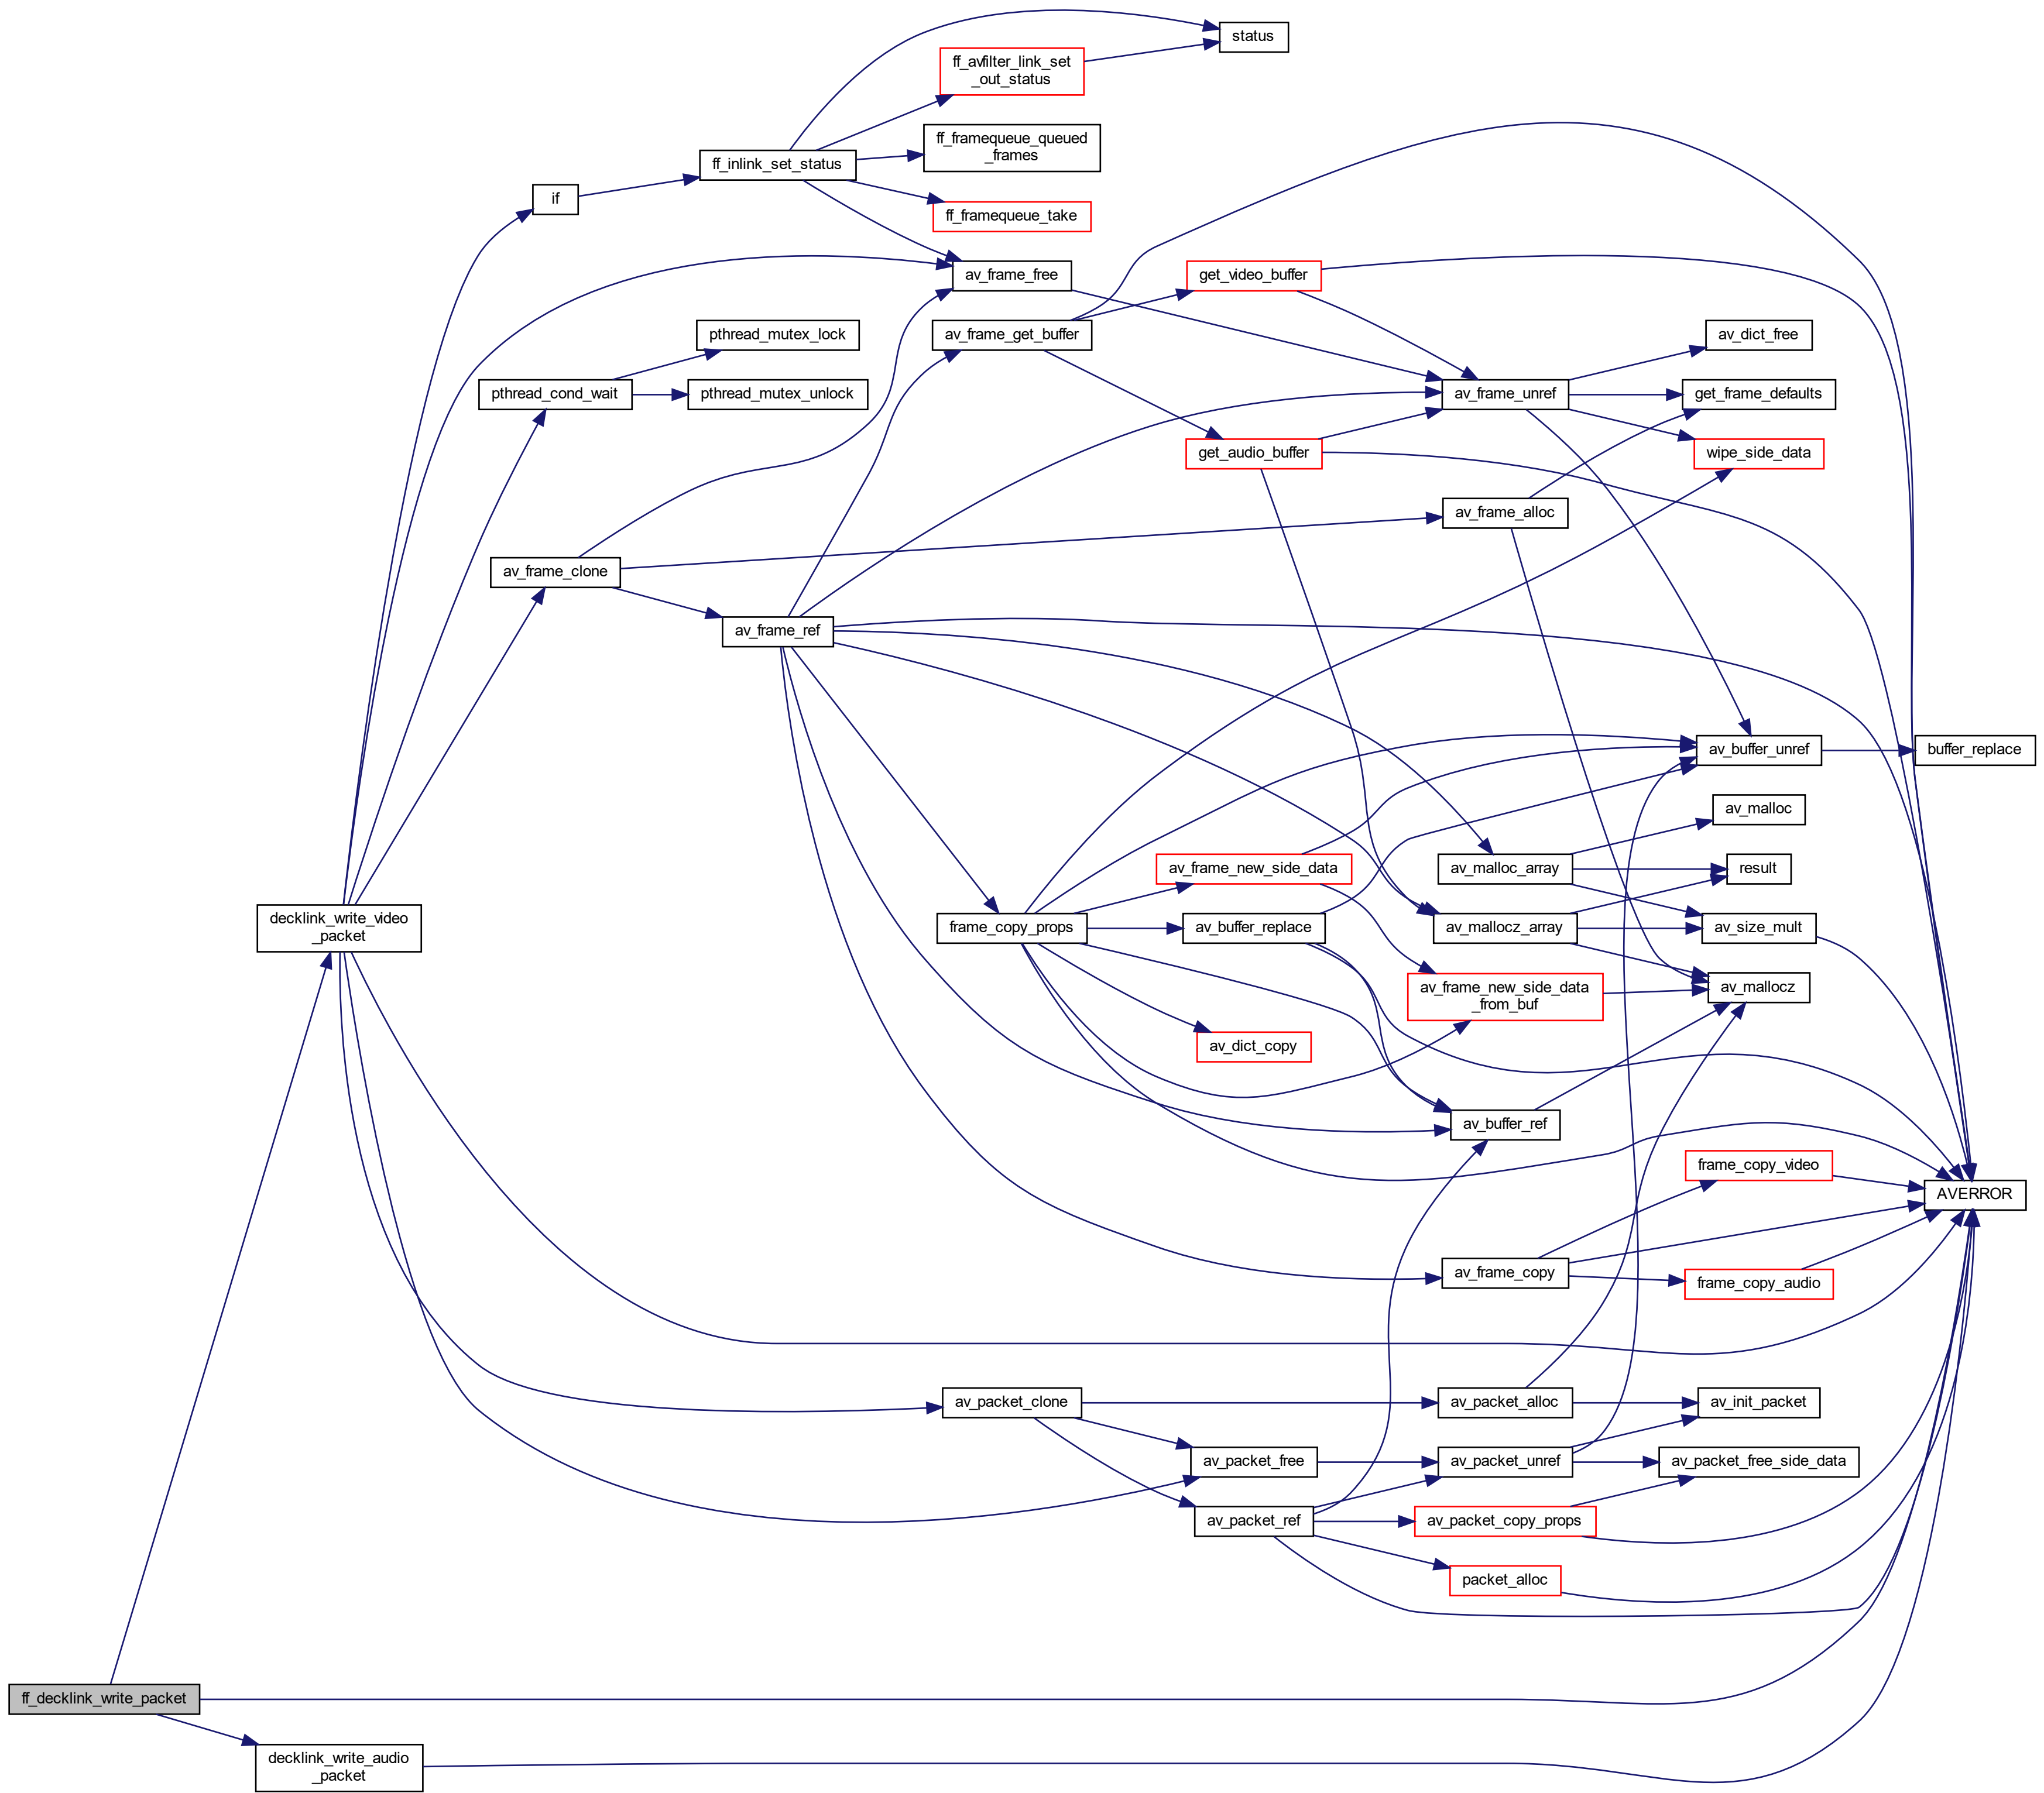 status
ff_avfilter_link_set
_out_status
ff_framequeue_queued
_frames
ff_inlink_set_status
if
ff_framequeue_take
av_frame_free
get_video_buffer
pthread_mutex_lock
av_frame_get_buffer
av_dict_free
pthread_cond_wait
pthread_mutex_unlock
av_frame_unref
get_frame_defaults
get_audio_buffer
wipe_side_data
av_frame_alloc
av_frame_clone
av_frame_ref
av_buffer_unref
buffer_replace
av_malloc
av_frame_new_side_data
av_malloc_array
result
decklink_write_video
_packet
frame_copy_props
av_buffer_replace
av_mallocz_array
av_size_mult
av_frame_new_side_data
_from_buf
av_mallocz
av_dict_copy
av_buffer_ref
frame_copy_video
AVERROR
av_frame_copy
frame_copy_audio
av_packet_clone
av_packet_alloc
av_init_packet
av_packet_free
av_packet_unref
av_packet_free_side_data
av_packet_ref
av_packet_copy_props
packet_alloc
ff_decklink_write_packet
decklink_write_audio
_packet